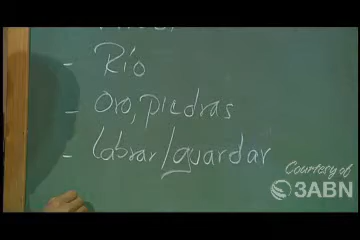 - Río
- Oro, piedras
- labrar/guardar
Courtesy of
3ABN